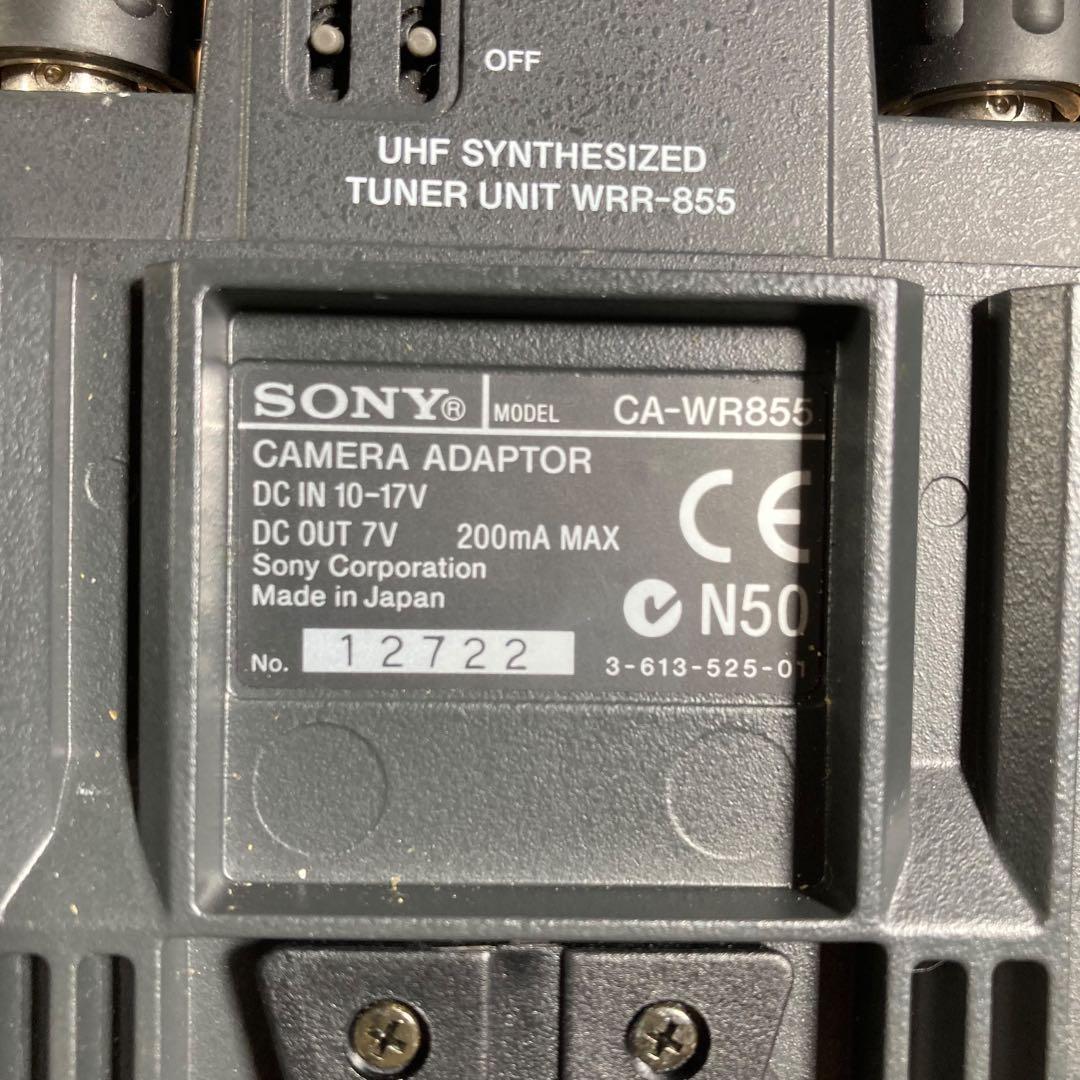 OFF
UHF SYNTHESIZED
TUNER UNIT WRR-855
SONY® MODEL CA-WR855
CAMERA ADAPTOR
DC IN 10-17V
DC OUT 7V 200mA MAX
Sony Corporation
Made in Japan
CE
N50
No. 12722 3-613-525-01